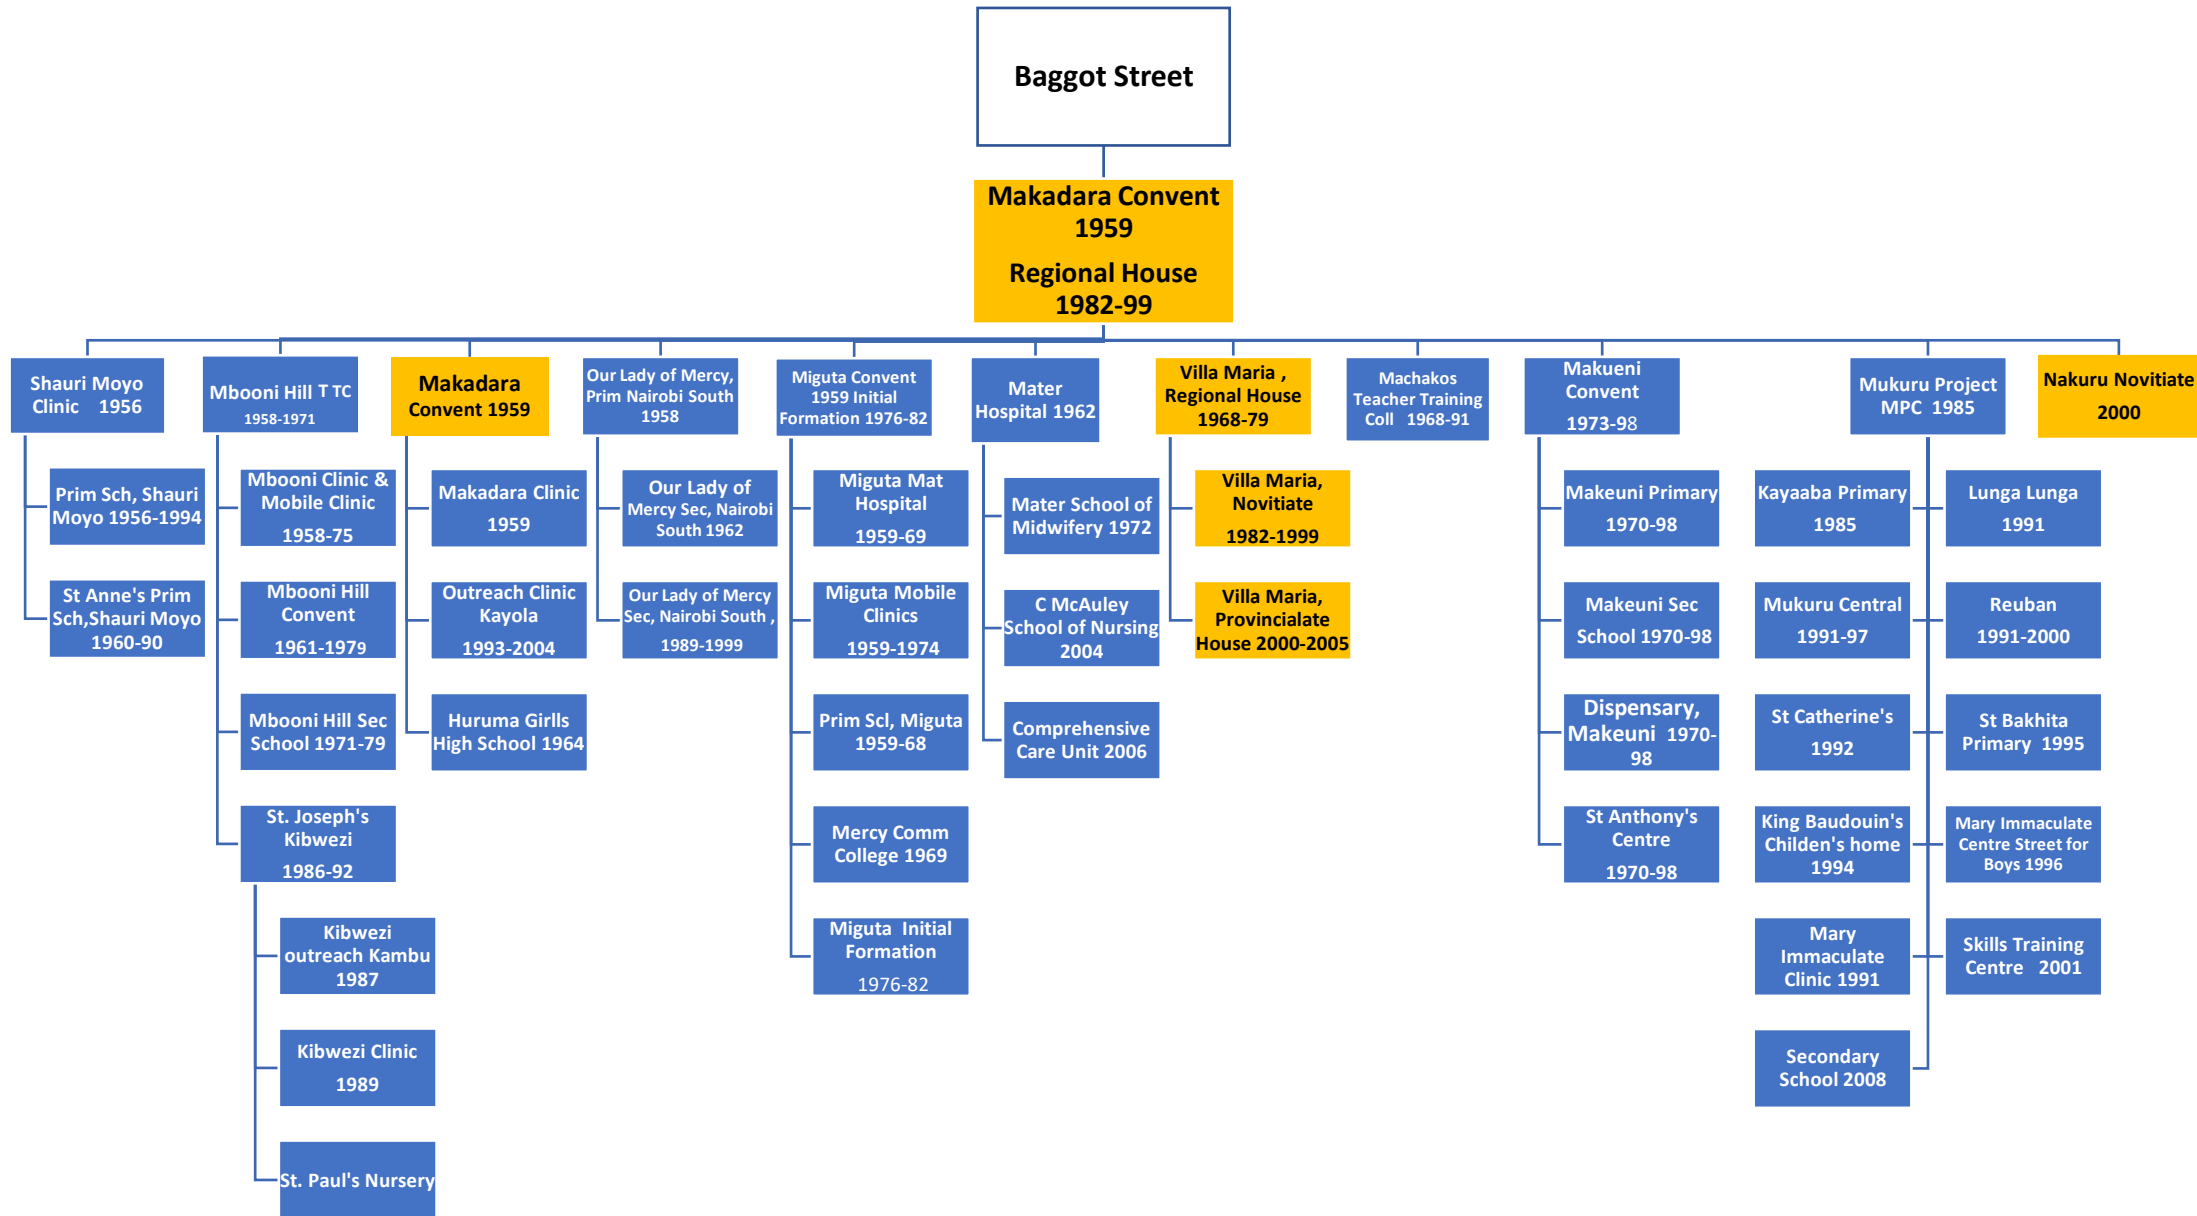 Baggot Street
Makadara Convent
1959
Regional House
1982-99
Shauri Moyo
Clinic 1956
Prim Sch, Shauri
Moyo 1956-1994
St Anne's Prim
Sch,Shauri Moyo
1960-90
Mbooni Hill T TC
1958-1971
Mbooni Clinic &
Mobile Clinic
1958-75
Mbooni Hill
Convent
1961-1979
Mbooni Hill Sec
School 1971-79
St. Joseph's
Kibwezi
1986-92
Kibwezi
outreach Kambu
1987
Kibwezi Clinic
1989
St. Paul's Nursery
Makadara
Convent 1959
Makadara Clinic
1959
Outreach Clinic
Kayola
1993-2004
Huruma Girlls
High School 1964
Our Lady of Mercy,
Prim Nairobi South
1958
Our Lady of
Mercy Sec, Nairobi
South 1962
Our Lady of Mercy
Sec, Nairobi South ,
1989-1999
Miguta Convent
1959 Initial
Formation 1976-82
Miguta Mat
Hospital
1959-69
Miguta Mobile
Clinics
1959-1974
Prim Scl, Miguta
1959-68
Mercy Comm
College 1969
Miguta Initial
Formation
1976-82
Mater
Hospital 1962
Mater School of
Midwifery 1972
C McAuley
School of Nursing
2004
Comprehensive
Care Unit 2006
Villa Maria ,
Regional House
1968-79
Villa Maria,
Novitiate
1982-1999
Villa Maria,
Provincialate
House 2000-2005
Machakos
Teacher Training
Coll 1968-91
Makueni
Convent
1973-98
Makeuni Primary
1970-98
Makeuni Sec
School 1970-98
Dispensary,
Makeuni 1970-
98
St Anthony's
Centre
1970-98
Mukuru Project
MPC 1985
Kayaaba Primary
1985
Lunga Lunga
1991
Mukuru Central
1991-97
Reuban
1991-2000
St Catherine's
1992
St Bakhita
Primary 1995
King Baudouin's
Childen's home
1994
Mary Immaculate
Centre Street for
Boys 1996
Mary
Immaculate
Clinic 1991
Skills Training
Centre 2001
Secondary
School 2008
Nakuru Novitiate
2000